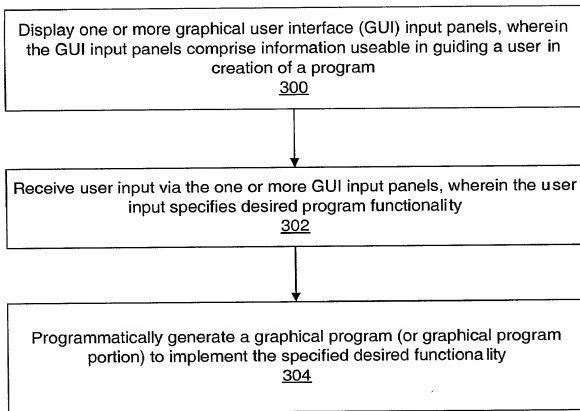 Display one or more graphical user interface (GUI) input panels, wherein
the GUI input panels comprise information useable in guiding a user in
creation of a program
300
Receive user input via the one or more GUI input panels, wherein the user
input specifies desired program functionality
302
Programmatically generate a graphical program (or graphical program
portion) to implement the specified desired functionality
304